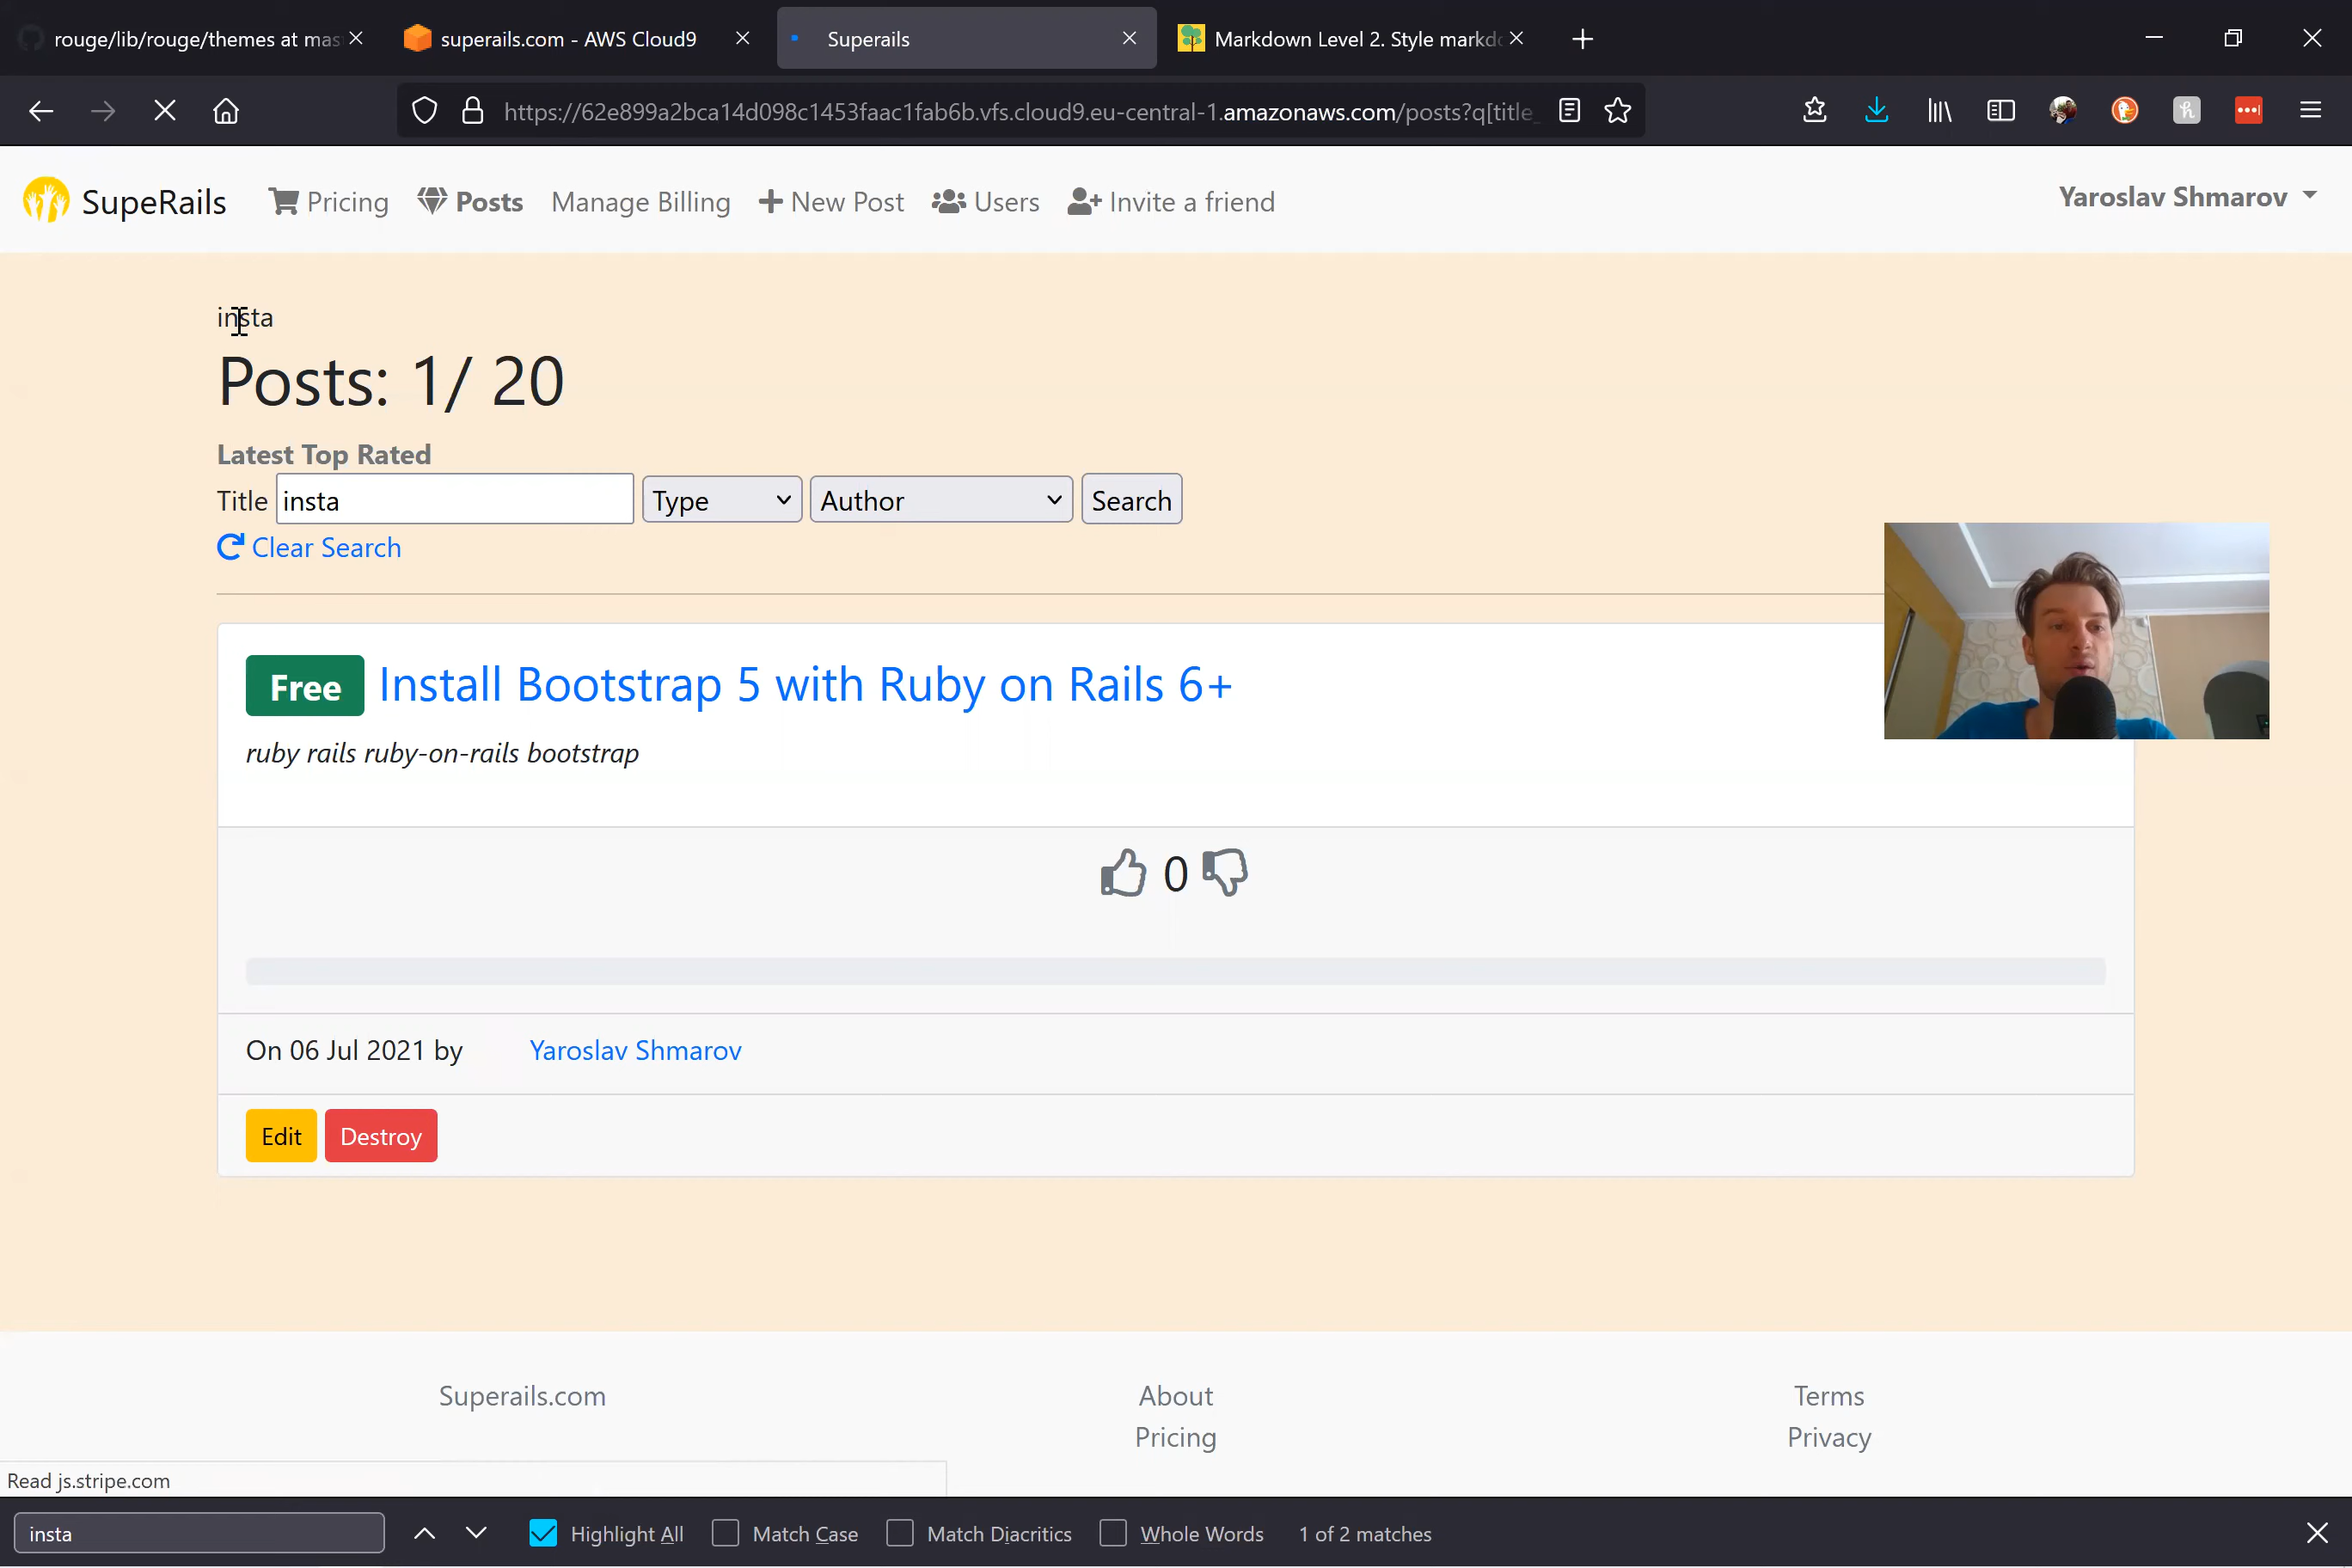 rouge/lib/rouge/themes at mas
superails.com - AWS Cloud9
Superails
Markdown Level 2. Style markdo
https://62e899a2bca14d098c1453faac1fab6b.vfs.cloud9.eu-central-1.amazonaws.com/posts?q[title_
SupeRails
Pricing
Posts
Manage Billing
New Post
Users
Invite a friend
Yaroslav Shmarov
insta
Posts: 1/ 20
Latest Top Rated
Title insta Type Author Search
Clear Search
Free Install Bootstrap 5 with Ruby on Rails 6+
ruby rails ruby-on-rails bootstrap
0
On 06 Jul 2021 by Yaroslav Shmarov
Edit Destroy
Superails.com About Terms
Pricing Privacy
Read js.stripe.com
insta Highlight All Match Case Match Diacritics Whole Words 1 of 2 matches